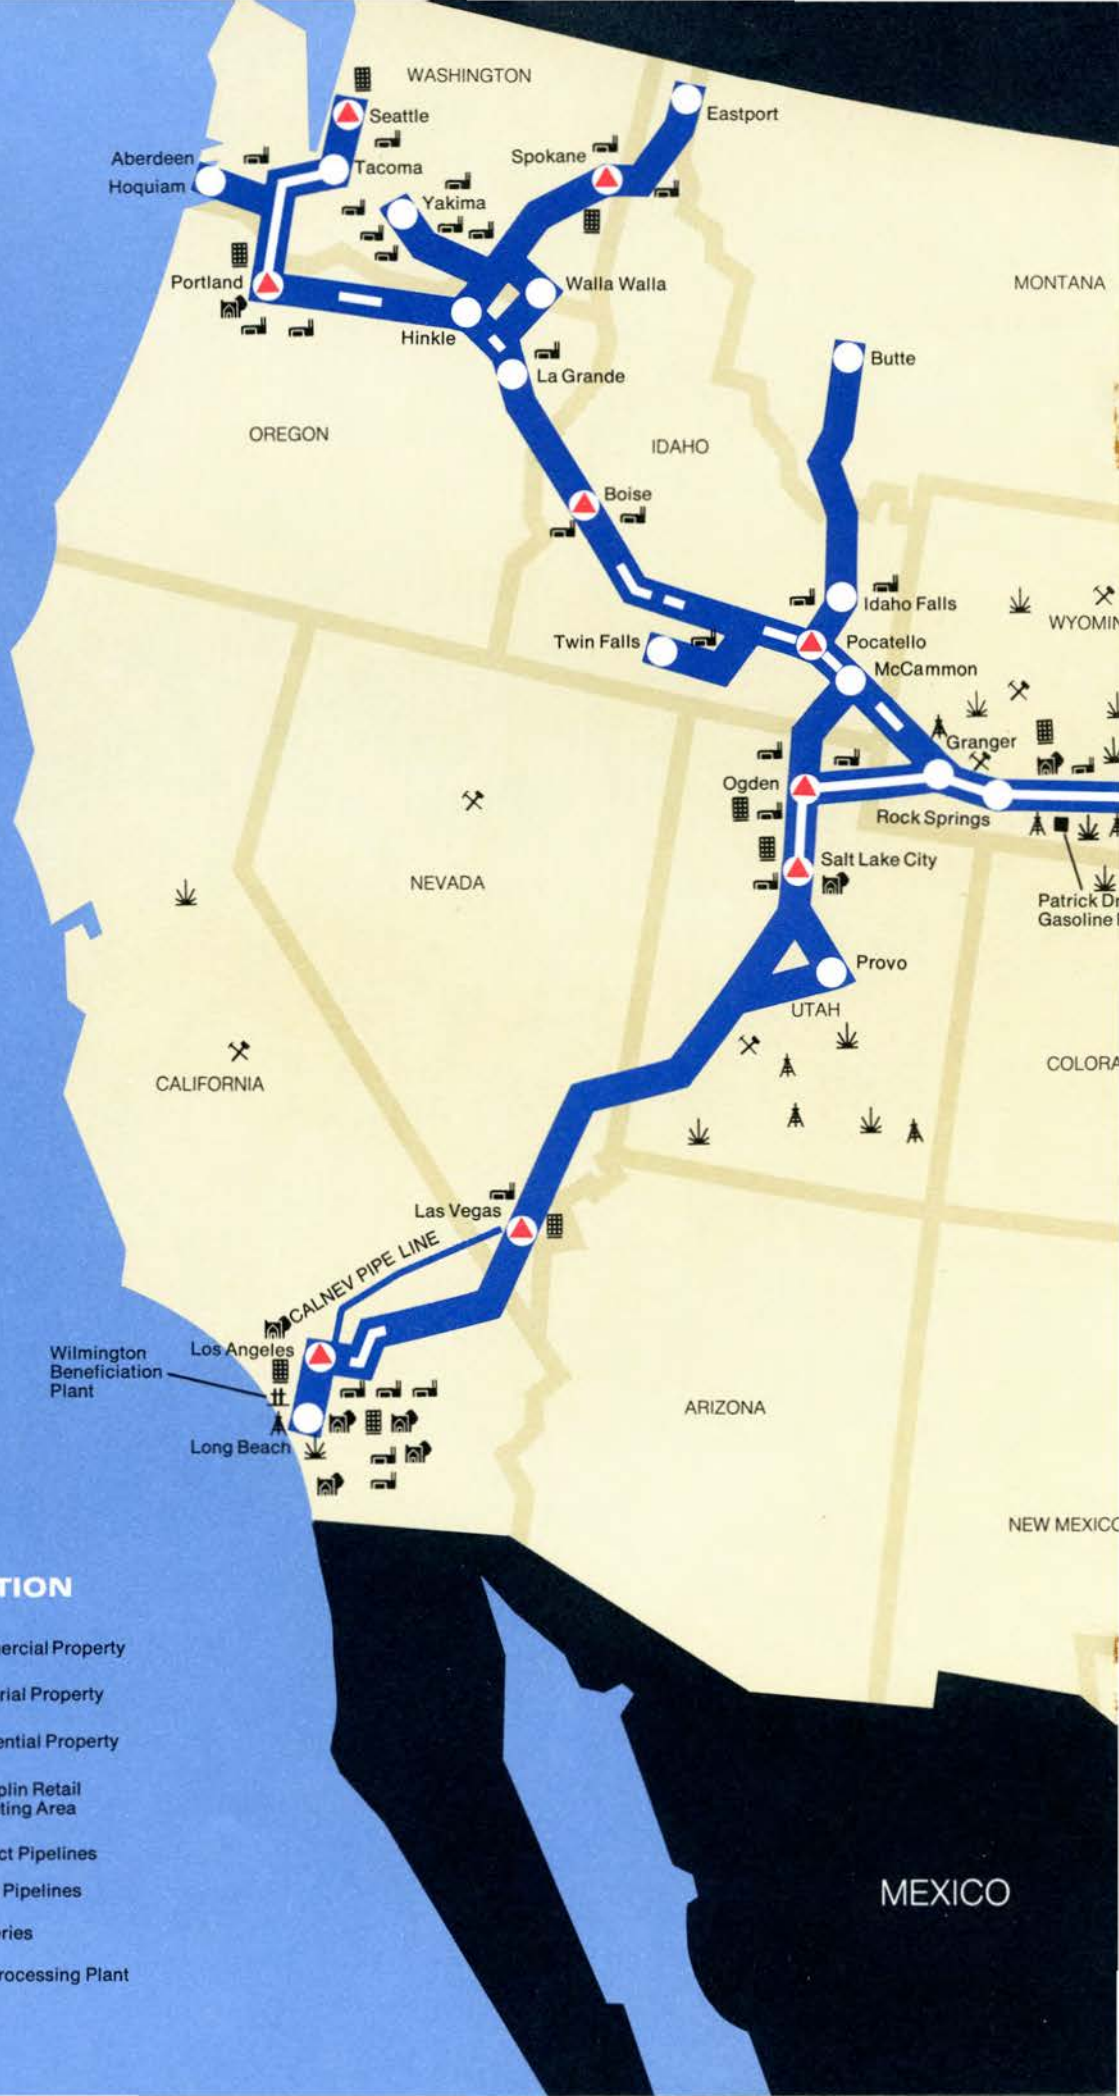 WASHINGTON
Seattle
Eastport
Aberdeen
Hoquiam
Tacoma
Spokane
Yakima
Portland
Walla Walla
MONTANA
Hinkle
La Grande
Butte
OREGON
IDAHO
Boise
Idaho Falls
WYOMIN
Twin Falls
Pocatello
McCammon
Granger
Ogden
Rock Springs
Salt Lake City
NEVADA
Patrick Dr
Gasoline
Provo
UTAH
CALIFORNIA
COLORA
Las Vegas
CALNEV PIPE LINE
Los Angeles
Wilmington
Beneficiation
Plant
ARIZONA
Long Beach
NEW MEXICO
TION
ercial Property
rial Property
ential Property
plin Retail
ting Area
ct Pipelines
Pipelines
ries
rocessing Plant
MEXICO